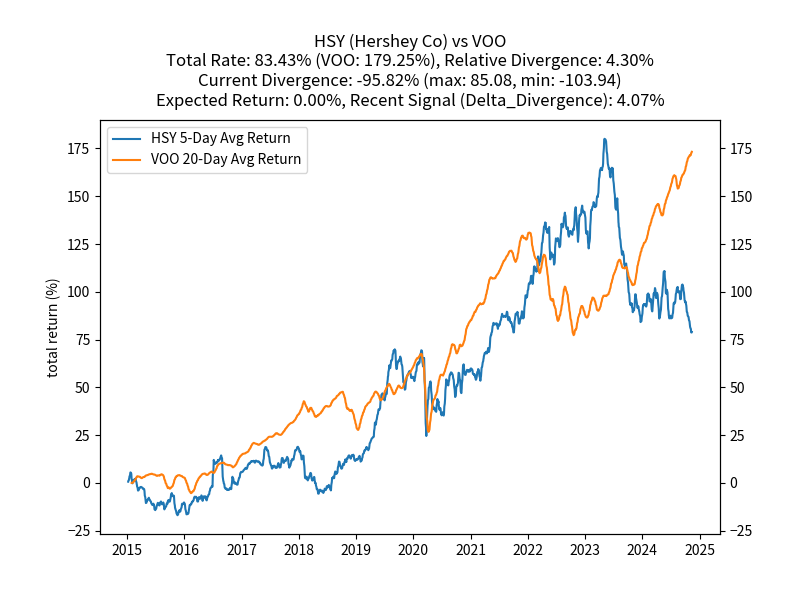 HSY (Hershey Co) vs VOO
Total Rate: 83.43% (VOO: 179.25%), Relative Divergence: 4.30%
Current Divergence: -95.82% (max: 85.08, min: -103.94)
Expected Return: 0.00%, Recent Signal (Delta_Divergence): 4.07%
HSY 5-Day Avg Return
VOO 20-Day Avg Return
total return (%)
175
150
125
100
75
50
25
0
−25
175
150
125
100
75
50
25
0
−25
2015 2016 2017 2018 2019 2020 2021 2022 2023 2024 2025